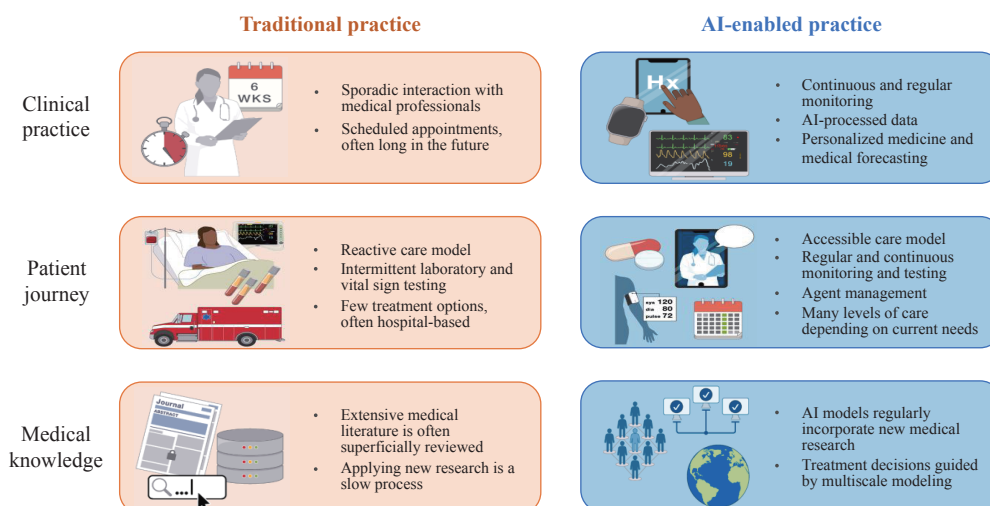 Traditional practice
AI-enabled practice
Clinical
practice
6
WKS
• Sporadic interaction with
medical professionals
• Scheduled appointments,
often long in the future
Hx
63
98
19
• Continuous and regular
monitoring
• AI-processed data
• Personalized medicine and
medical forecasting
Patient
journey
• Reactive care model
• Intermittent laboratory and
vital sign testing
• Few treatment options,
often hospital-based
sys 120
dia 80
pulse 72
• Accessible care model
• Regular and continuous
monitoring and testing
• Agent management
• Many levels of care
depending on current needs
Medical
knowledge
Journal
ABSTRACT
...
• Extensive medical
literature is often
superficially reviewed
• Applying new research is a
slow process
• AI models regularly
incorporate new medical
research
• Treatment decisions guided
by multiscale modeling